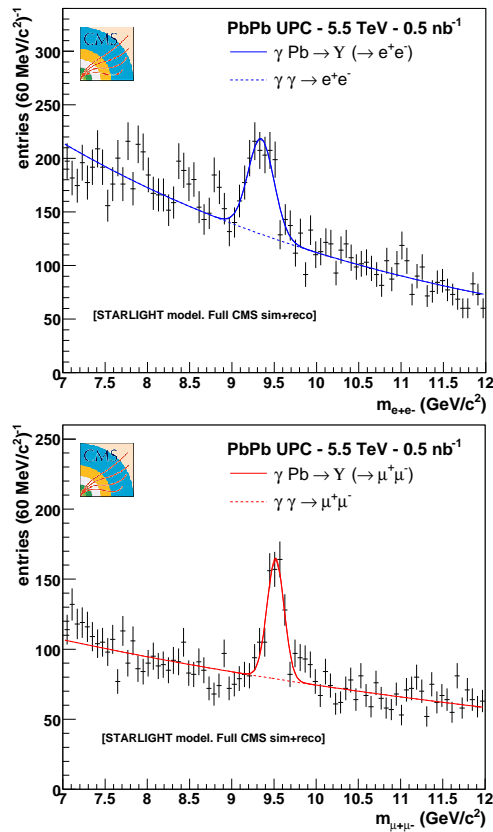 PbPb UPC - 5.5 TeV - 0.5 nb⁻¹
CMS
γ Pb → Υ (→ e⁺e⁻)
γ γ → e⁺e⁻
entries (60 MeV/c²)⁻¹
300
250
200
150
100
50
0
[STARLIGHT model. Full CMS sim+reco]
7 7.5 8 8.5 9 9.5 10 10.5 11 11.5 12
m e+e- (GeV/c²)
250
PbPb UPC - 5.5 TeV - 0.5 nb⁻¹
CMS
γ Pb → Υ (→ μ⁺μ⁻)
γ γ → μ⁺μ⁻
entries (60 MeV/c²)⁻¹
200
150
100
50
0
[STARLIGHT model. Full CMS sim+reco]
7 7.5 8 8.5 9 9.5 10 10.5 11 11.5 12
m μ+μ- (GeV/c²)